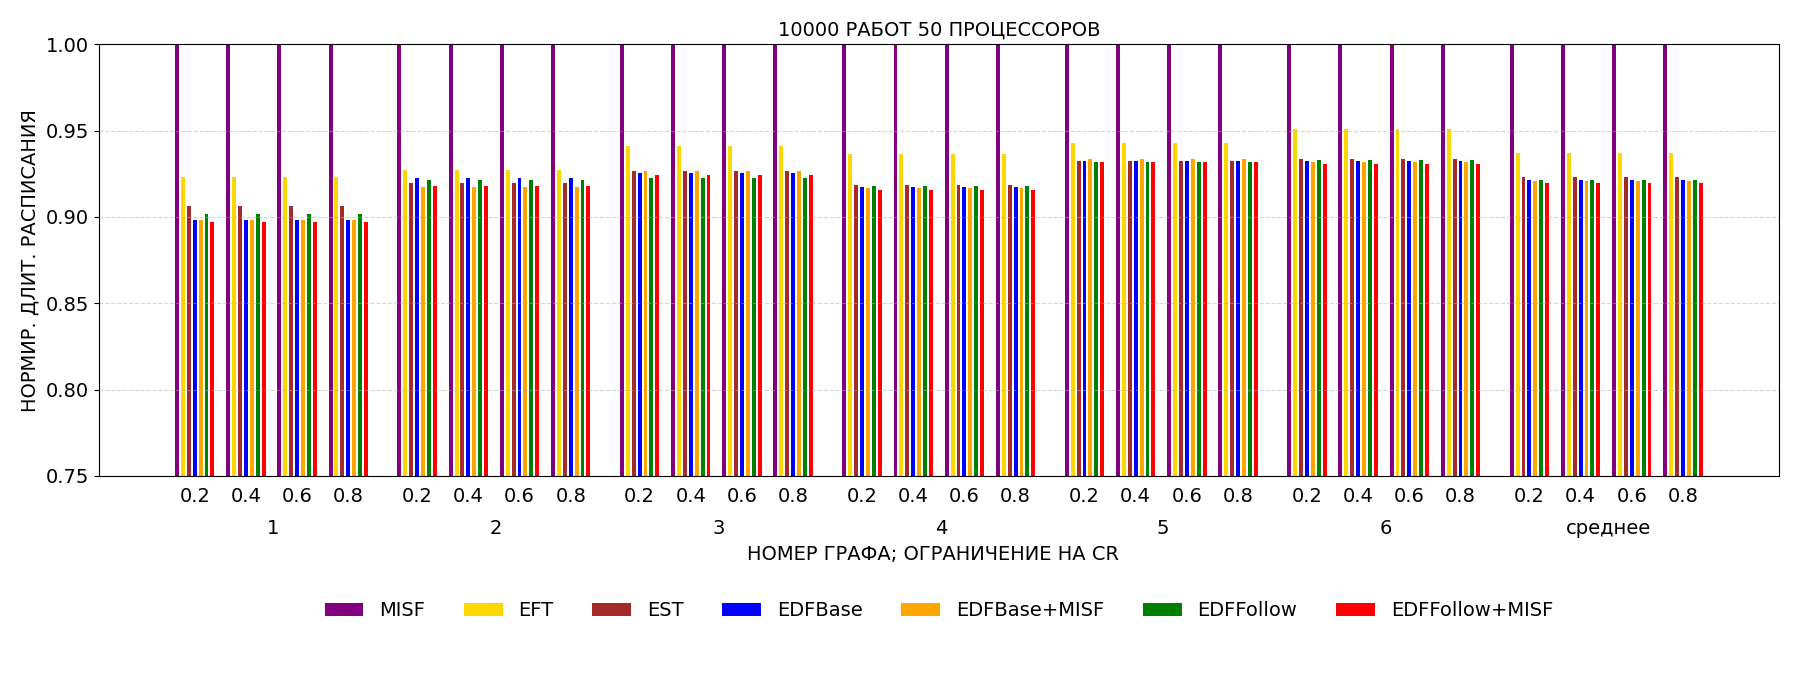 10000 РАБОТ 50 ПРОЦЕССОРОВ
НОРМИР. ДЛИТ. РАСПИСАНИЯ
1.00
0.95
0.90
0.85
0.80
0.75
0.2 0.4 0.6 0.8 0.2 0.4 0.6 0.8 0.2 0.4 0.6 0.8 0.2 0.4 0.6 0.8 0.2 0.4 0.6 0.8 0.2 0.4 0.6 0.8 0.2 0.4 0.6 0.8
1 2 3 4 5 6 среднее
НОМЕР ГРАФА; ОГРАНИЧЕНИЕ НА CR
MISF EFT EST EDFBase EDFBase+MISF EDFFollow EDFFollow+MISF